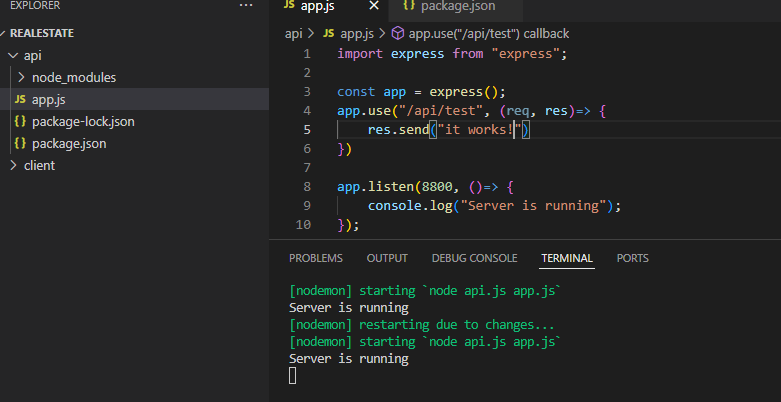 EXPLORER
···
REALESTATE
api
node_modules
app.js
package-lock.json
package.json
client
app.js
package.json
api > app.js > app.use("/api/test") callback
1 import express from "express";
2
3 const app = express();
4 app.use("/api/test", (req, res)=> {
5 res.send("it works!")
6 })
7
8 app.listen(8800, ()=> {
9 console.log("Server is running");
10 });
PROBLEMS OUTPUT DEBUG CONSOLE TERMINAL PORTS
[nodemon] starting `node api.js app.js`
Server is running
[nodemon] restarting due to changes...
[nodemon] starting `node api.js app.js`
Server is running